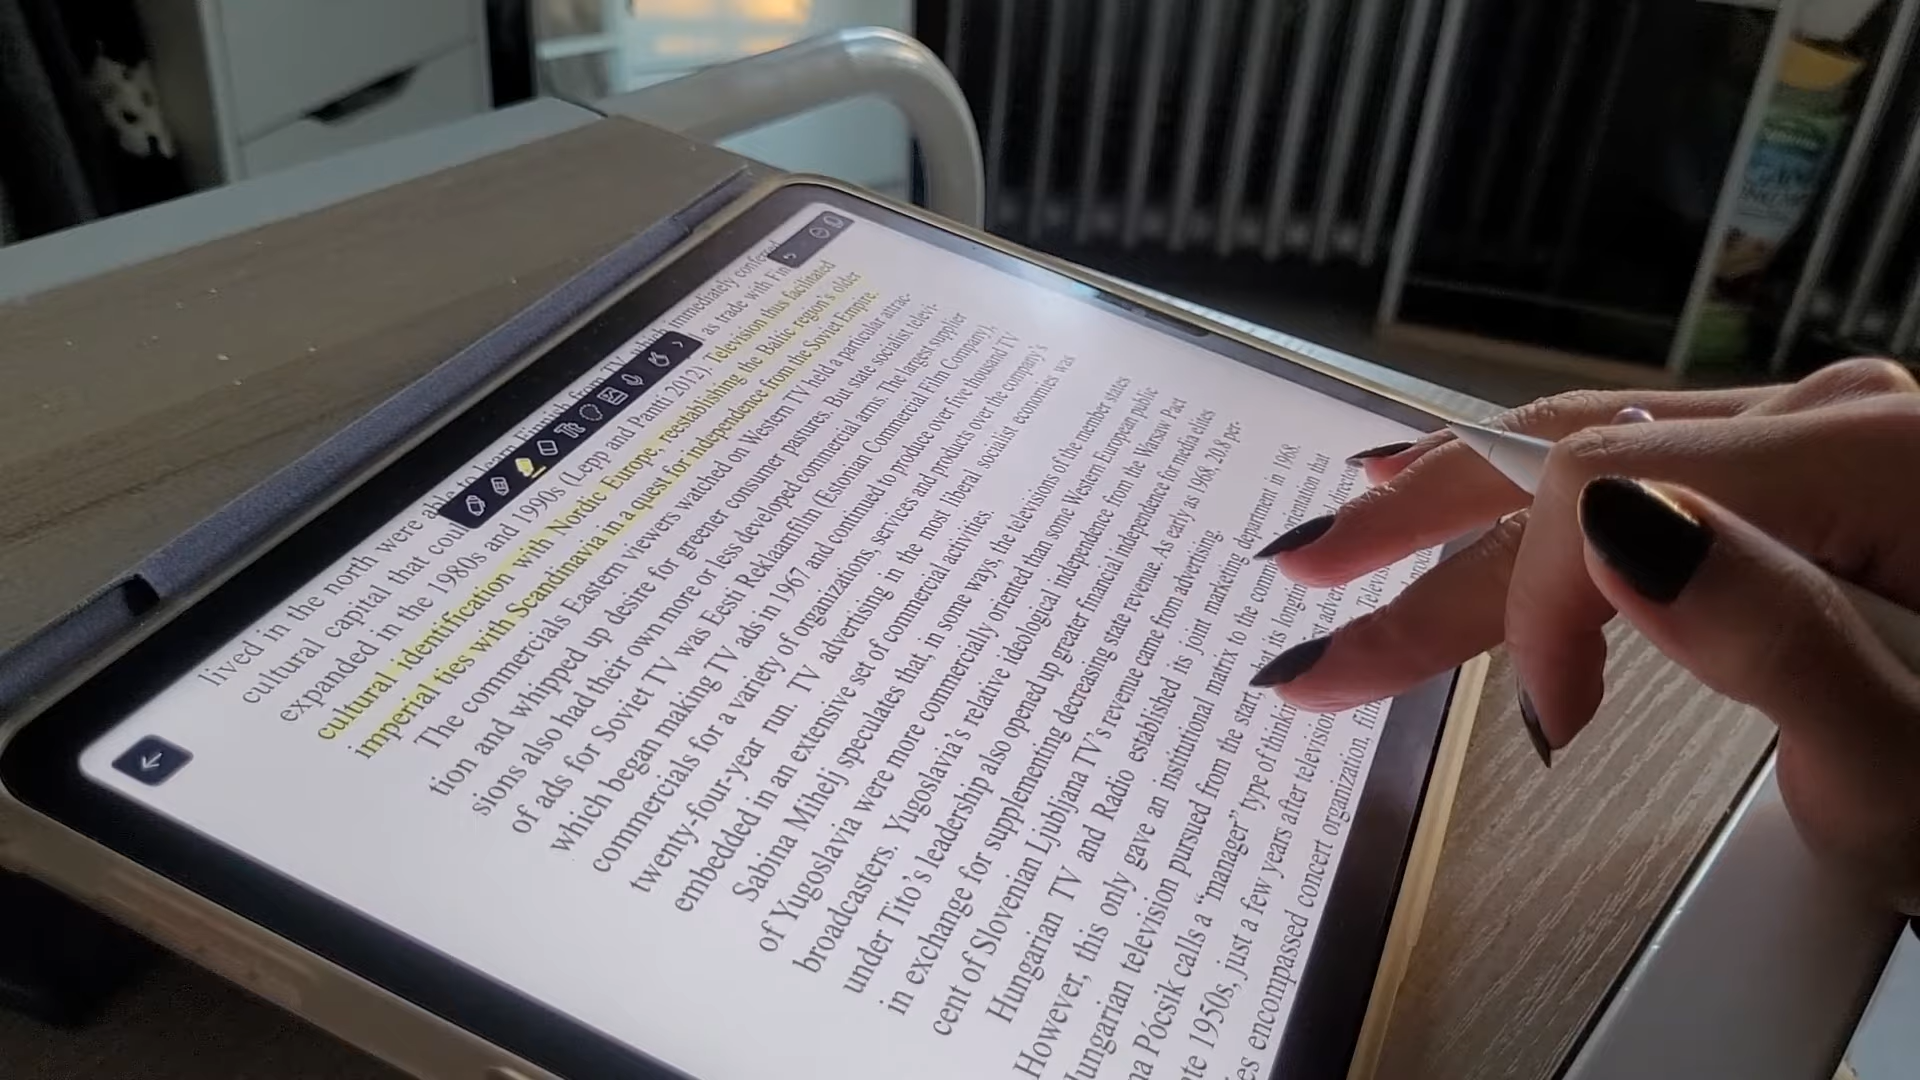 lived in the north were able to learn Finnish from TV, which immediately conferred
cultural capital that coul as trade with Fin
expanded in the 1980s and 1990s (Lepp and Pantti 2012). Television thus facilitated
cultural identification with Nordic Europe, reestablishing the Baltic region's older
imperial ties with Scandinavia in a quest for independence from the Soviet Empire.
The commercials Eastern viewers watched on Western TV held a particular attrac-
tion and whipped up desire for greener consumer pastures. But state socialist televi-
sions also had their own more or less developed commercial arms. The largest supplier
of ads for Soviet TV was Eesti Reklaamfilm (Estonian Commercial Film Company),
which began making TV ads in 1967 and continued to produce over five thousand TV
commercials for a variety of organizations, services and products over the company's
twenty-four-year run. TV advertising in the most liberal socialist economies was
embedded in an extensive set of commercial activities.
Sabina Mihelj speculates that, in some ways, the televisions of the member states
of Yugoslavia were more commercially oriented than some Western European public
broadcasters. Yugoslavia's relative ideological independence from the Warsaw Pact
under Tito's leadership also opened up greater financial independence for media elites
in exchange for supplementing decreasing state revenue. As early as 1968, 20.8 per-
cent of Slovenian Ljubljana TV's revenue came from advertising.
Hungarian TV and Radio established its joint marketing department in 1968.
However, this only gave an institutional matrix to the comme orientation that
Hungarian television pursued from the start,
na Pócsik calls a "manager" type of think
ate 1950s, just a few years after television
es encompassed concert organization, fil